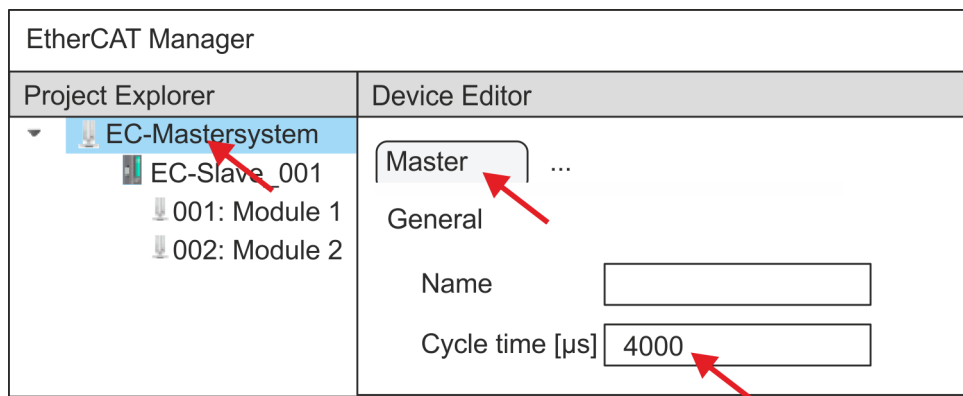 EtherCAT Manager
Project Explorer
Device Editor
EC-Mastersystem
EC-Slave_001
001: Module 1
002: Module 2
Master
...
General
Name
Cycle time [µs]
4000